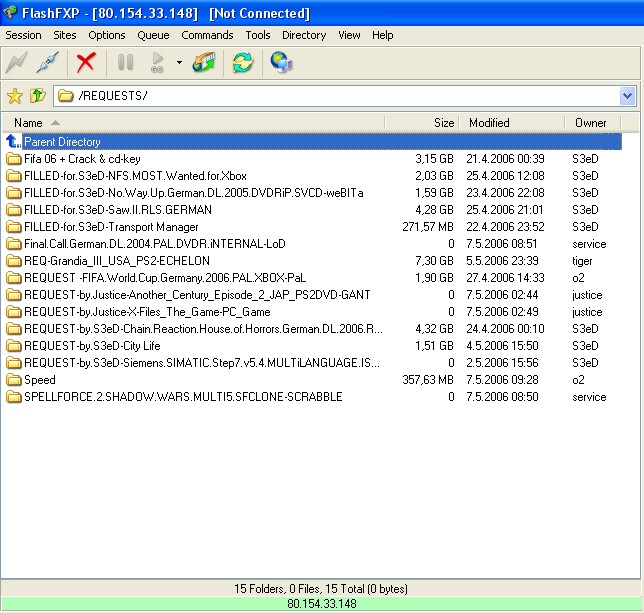 FlashFXP - [80.154.33.148] [Not Connected]
Session Sites Options Queue Commands Tools Directory View Help
/REQUESTS/
Name Size Modified Owner
Parent Directory
Fifa 06 + Crack & cd-key 3,15 GB 21.4.2006 00:39 S3eD
FILLED-for.S3eD-NFS.MOST.Wanted.for.Xbox 2,03 GB 25.4.2006 12:08 S3eD
FILLED-for.S3eD-No.Way.Up.German.DL.2005.DVDRiP.SVCD-weBITa 1,59 GB 23.4.2006 22:08 S3eD
FILLED-for.S3eD-Saw.II.RLS.GERMAN 4,28 GB 25.4.2006 21:01 S3eD
FILLED-for.S3eD-Transport Manager 271,57 MB 22.4.2006 23:52 S3eD
Final.Call.German.DL.2004.PAL.DVDR.iNTERNAL-LoD 0 7.5.2006 08:51 service
REQ-Grandia_III_USA_PS2-ECHELON 7,30 GB 5.5.2006 23:39 tiger
REQUEST -FIFA.World.Cup.Germany.2006.PAL.XBOX-PaL 1,90 GB 27.4.2006 14:33 o2
REQUEST-by.Justice-Another_Century_Episode_2_JAP_PS2DVD-GANT 0 7.5.2006 02:44 justice
REQUEST-by.Justice-X-Files_The_Game-PC_Game 0 7.5.2006 02:49 justice
REQUEST-by.S3eD-Chain.Reaction.House.of.Horrors.German.DL.2006.R... 4,32 GB 24.4.2006 00:10 S3eD
REQUEST-by.S3eD-City Life 1,51 GB 4.5.2006 15:50 S3eD
REQUEST-by.S3eD-Siemens.SIMATIC.Step7.v5.4.MULTiLANGUAGE.IS... 0 2.5.2006 15:56 S3eD
Speed 357,63 MB 7.5.2006 09:28 o2
SPELLFORCE.2.SHADOW.WARS.MULTI5.SFCLONE-SCRABBLE 0 7.5.2006 08:50 service
15 Folders, 0 Files, 15 Total (0 bytes)
80.154.33.148